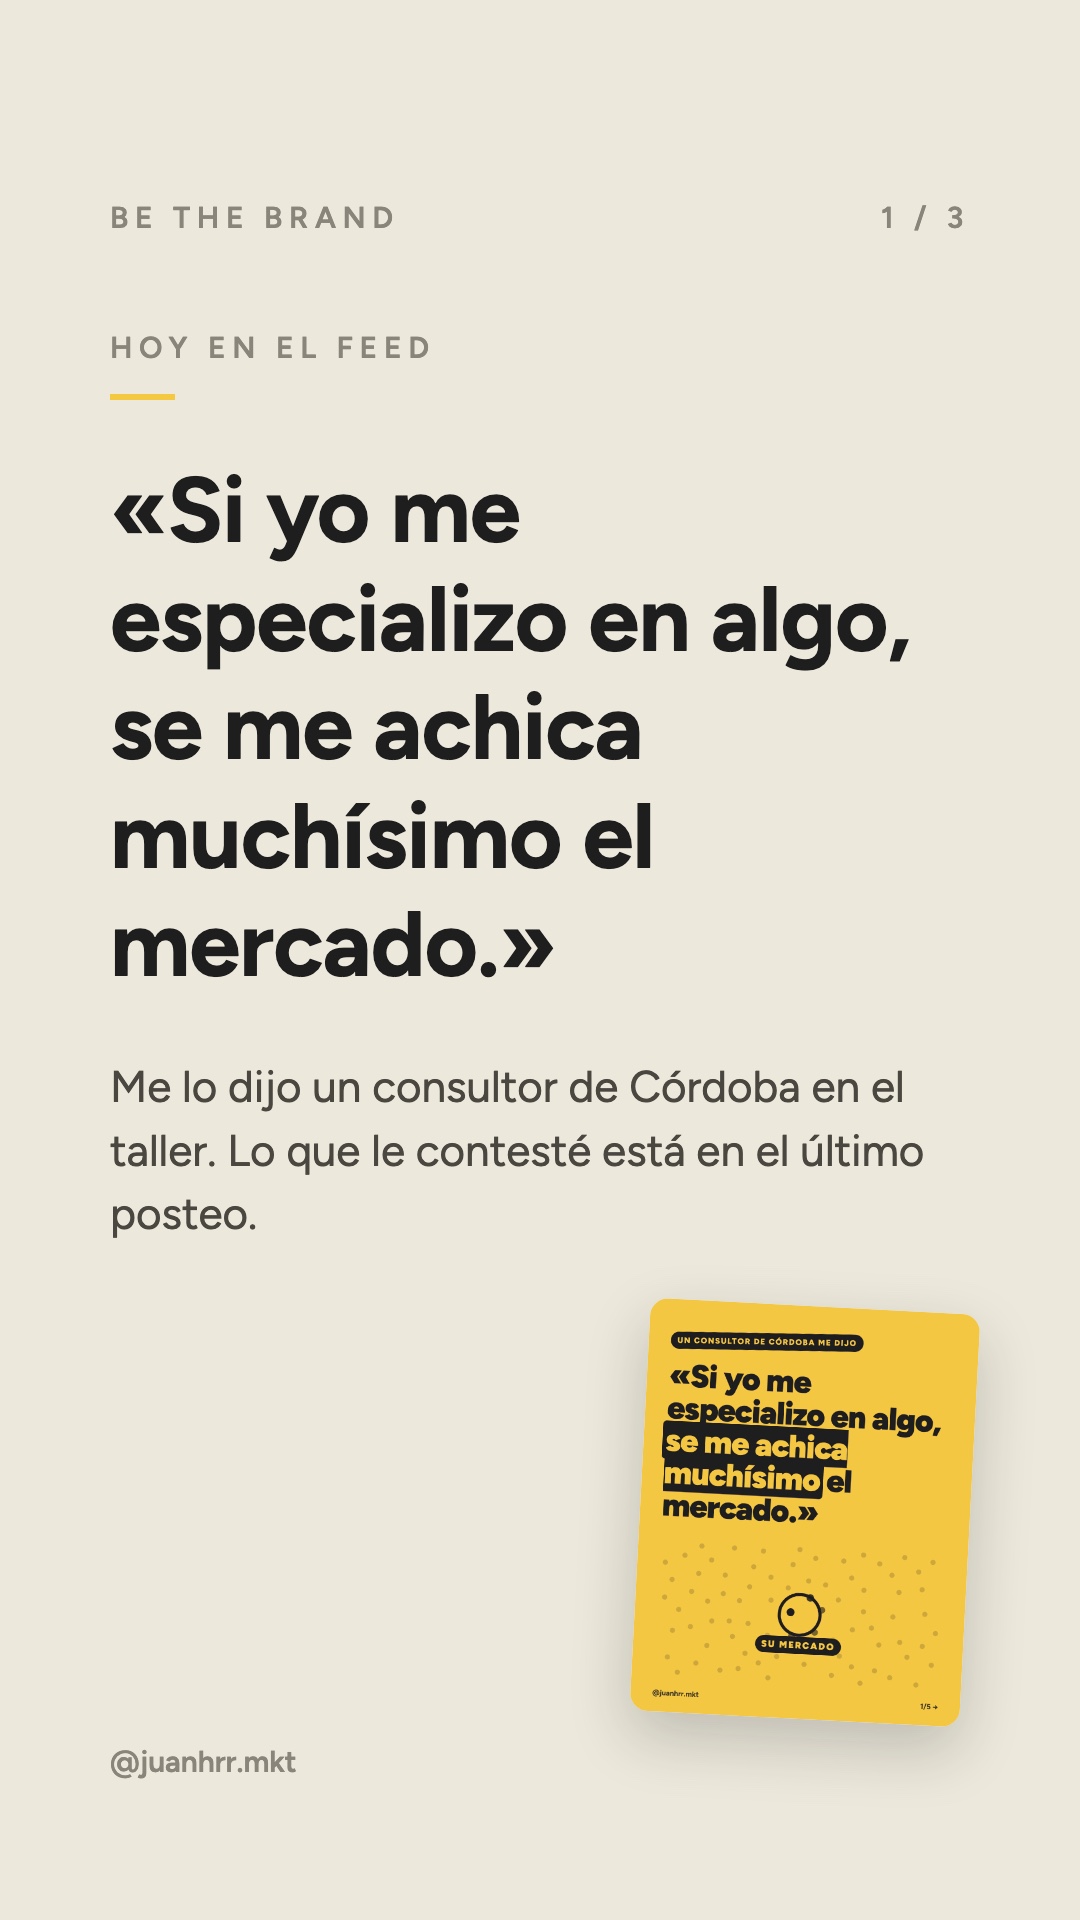 BE THE BRAND
1 / 3
HOY EN EL FEED
«Si yo me
especializo en algo,
se me achica
muchísimo el
mercado.»
Me lo dijo un consultor de Córdoba en el
taller. Lo que le contesté está en el último
posteo.
UN CONSULTOR DE CÓRDOBA ME DIJO
«Si yo me
especializo en algo,
se me achica
muchísimo el
mercado.»
SU MERCADO
@juanhrr.mkt
1/5 →
@juanhrr.mkt